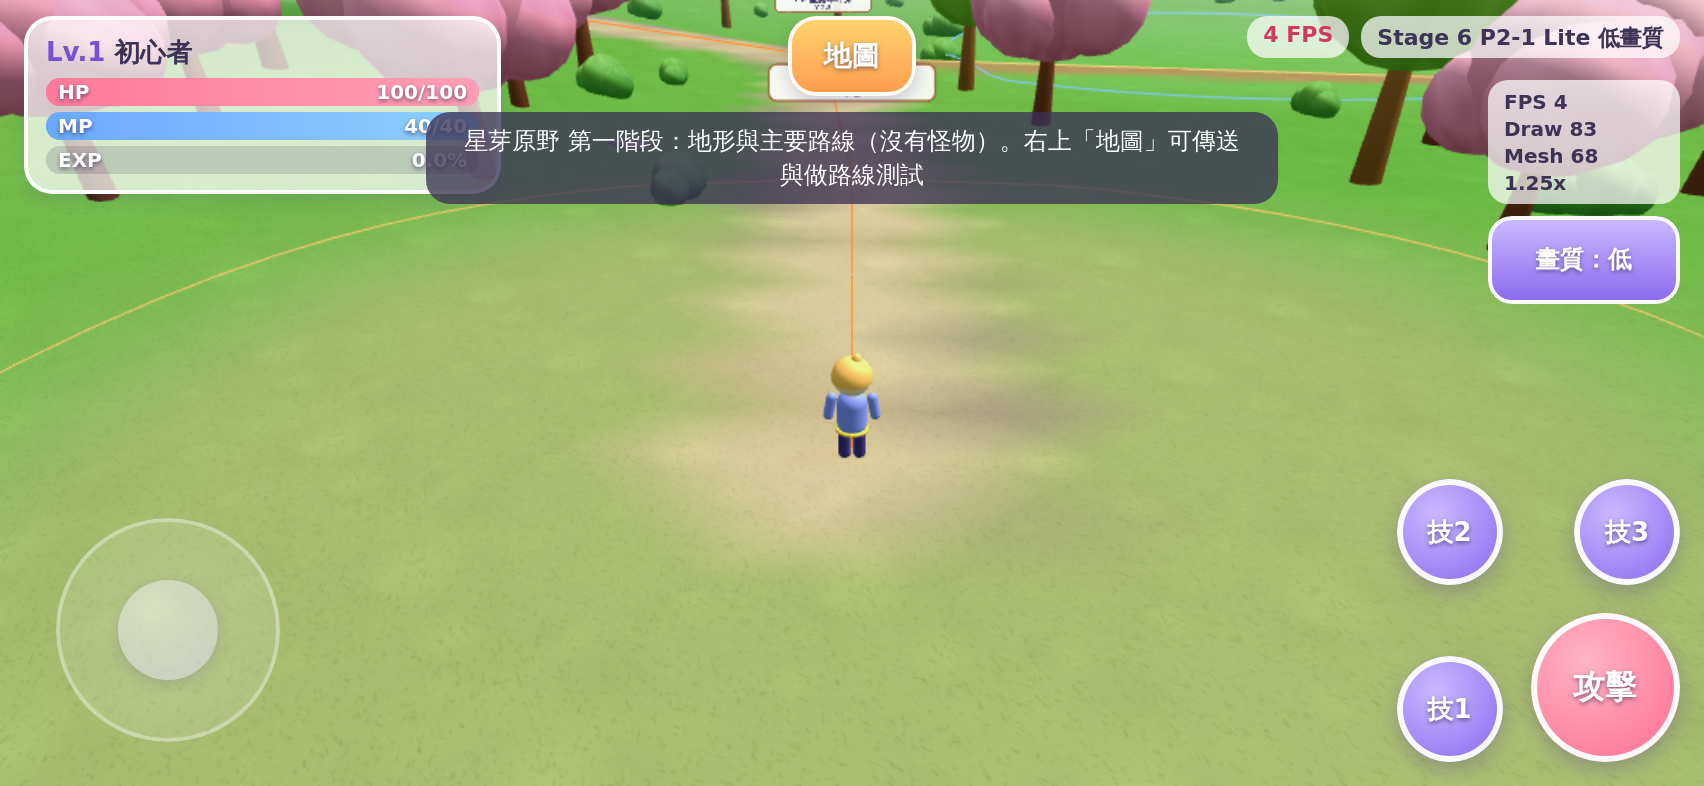 Lv.1 初心者
HP 100/100
MP 40/40
EXP 0.0%
地圖
4 FPS
Stage 6 P2-1 Lite 低畫質
星芽原野 第一階段：地形與主要路線（沒有怪物）。右上「地圖」可傳送
與做路線測試
FPS 4
Draw 83
Mesh 68
1.25x
畫質：低
技2
技3
技1
攻擊